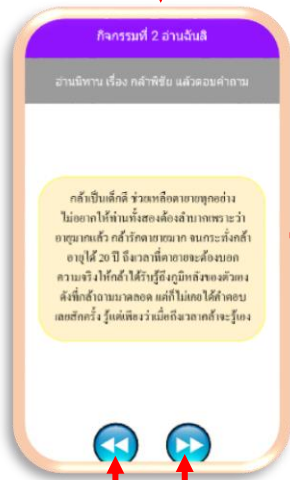 กิจกรรมที่ 2 อ่านฉันสิ
อ่านนิทาน เรื่อง กล้าพิชัย แล้วตอบคำถาม
กล้าเป็นเด็กดี ช่วยเหลือตายายทุกอย่าง
ไม่อยากให้ท่านทั้งสองต้องลำบากเพราะว่า
อายุมากแล้ว กล้ารักตายายมาก จนกระทั่งกล้า
อายุได้ 20 ปี ถึงเวลาที่ตายายจะต้องบอก
ความจริงให้กล้าได้รับรู้ถึงภูมิหลังของตัวเอง
ดังที่กล้าถามมาตลอด แต่ก็ไม่เคยได้คำตอบ
เลยสักครั้ง รู้แต่เพียงว่าเมื่อถึงเวลากล้าจะรู้เอง